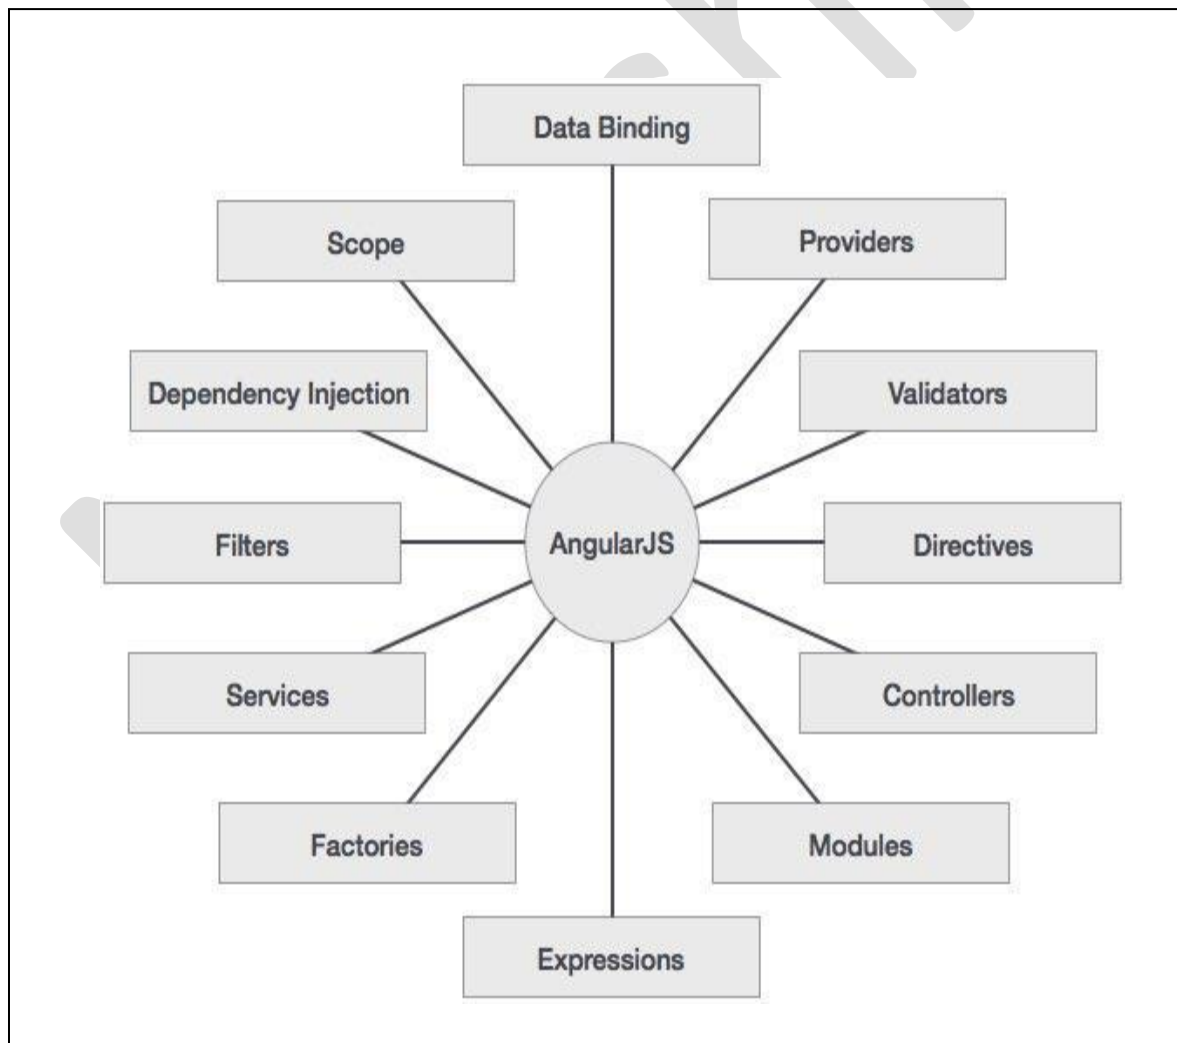 Data Binding
Scope
Providers
Dependency Injection
Validators
Filters
AngularJS
Directives
Services
Controllers
Factories
Modules
Expressions